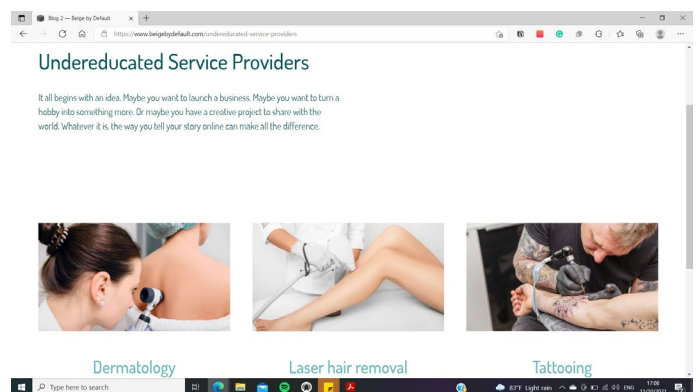 Blog 2 — Beige by Default
https://www.beigebydefault.com/undereducated-service-providers
Undereducated Service Providers
It all begins with an idea. Maybe you want to launch a business. Maybe you want to turn a
hobby into something more. Or maybe you have a creative project to share with the
world. Whatever it is, the way you tell your story online can make all the difference.
Dermatology
Laser hair removal
Tattooing
Type here to search
83°F Light rain
ENG
17:08
11/20/2021